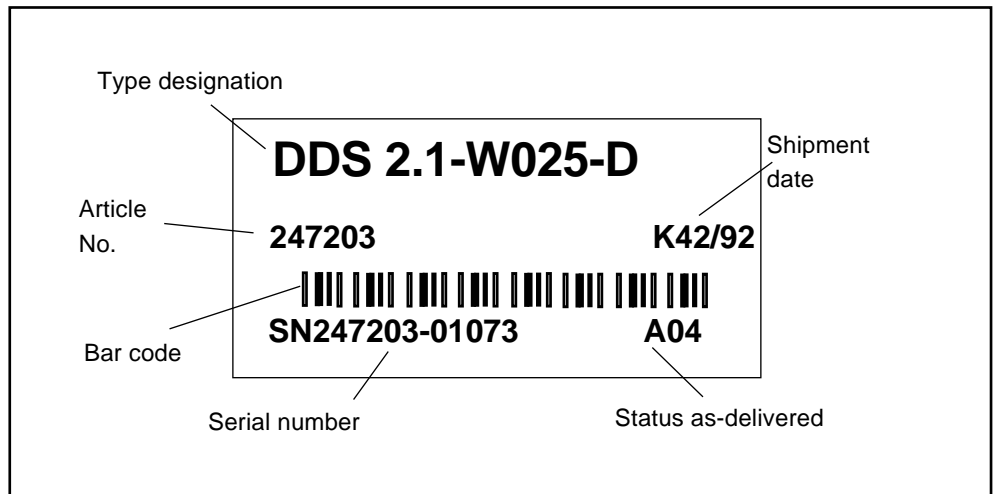 Type designation
DDS 2.1-W025-D
Shipment
date
Article
No.
247203
K42/92
Bar code
SN247203-01073
A04
Serial number
Status as-delivered